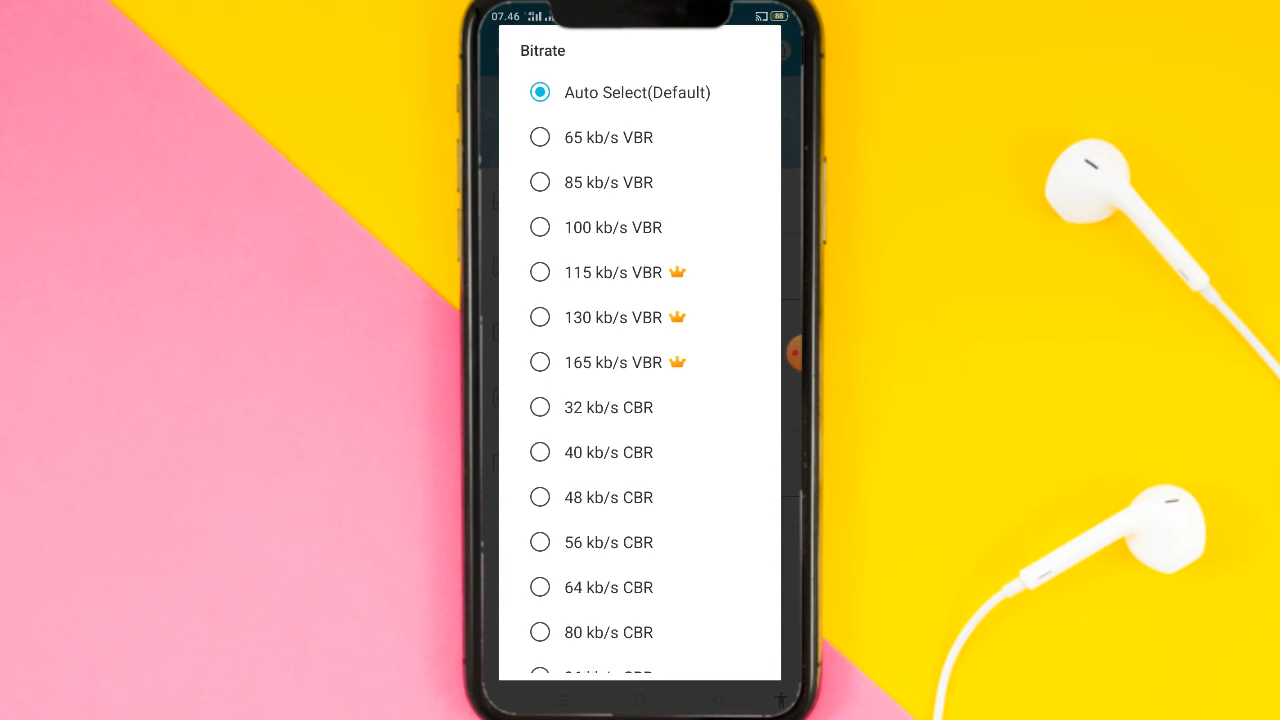 07.46
88
Bitrate
Auto Select(Default)
65 kb/s VBR
85 kb/s VBR
100 kb/s VBR
115 kb/s VBR
130 kb/s VBR
165 kb/s VBR
32 kb/s CBR
40 kb/s CBR
48 kb/s CBR
56 kb/s CBR
64 kb/s CBR
80 kb/s CBR